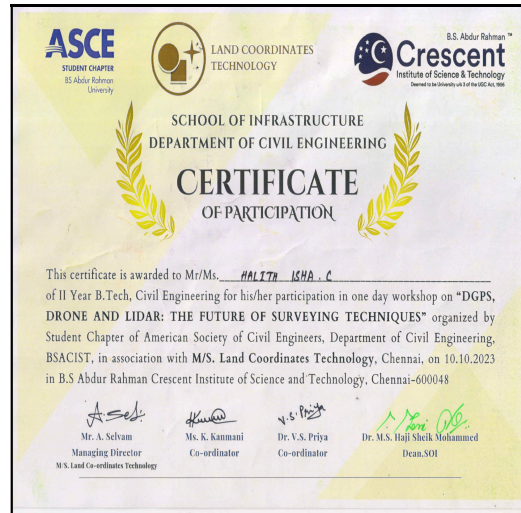 ASCE
STUDENT CHAPTER
BS Abdur Rahman
University
LAND COORDINATES
TECHNOLOGY
B.S. Abdur Rahman ™
Crescent
Institute of Science & Technology
Deemed to be University u/s 3 of the UGC Act, 1956
SCHOOL OF INFRASTRUCTURE
DEPARTMENT OF CIVIL ENGINEERING
CERTIFICATE
OF PARTICIPATION
This certificate is awarded to Mr/Ms. HALITH ISHA . C
of II Year B.Tech, Civil Engineering for his/her participation in one day workshop on “DGPS,
DRONE AND LIDAR: THE FUTURE OF SURVEYING TECHNIQUES” organized by
Student Chapter of American Society of Civil Engineers, Department of Civil Engineering,
BSACIST, in association with M/S. Land Coordinates Technology, Chennai, on 10.10.2023
in B.S Abdur Rahman Crescent Institute of Science and Technology, Chennai-600048
A. Sel
V. S. Priya
Mr. A. Selvam
Managing Director
M/S. Land Co-ordinates Technology
Ms. K. Kanmani
Co-ordinator
Dr. V.S. Priya
Co-ordinator
Dr. M.S. Haji Sheik Mohammed
Dean,SOI